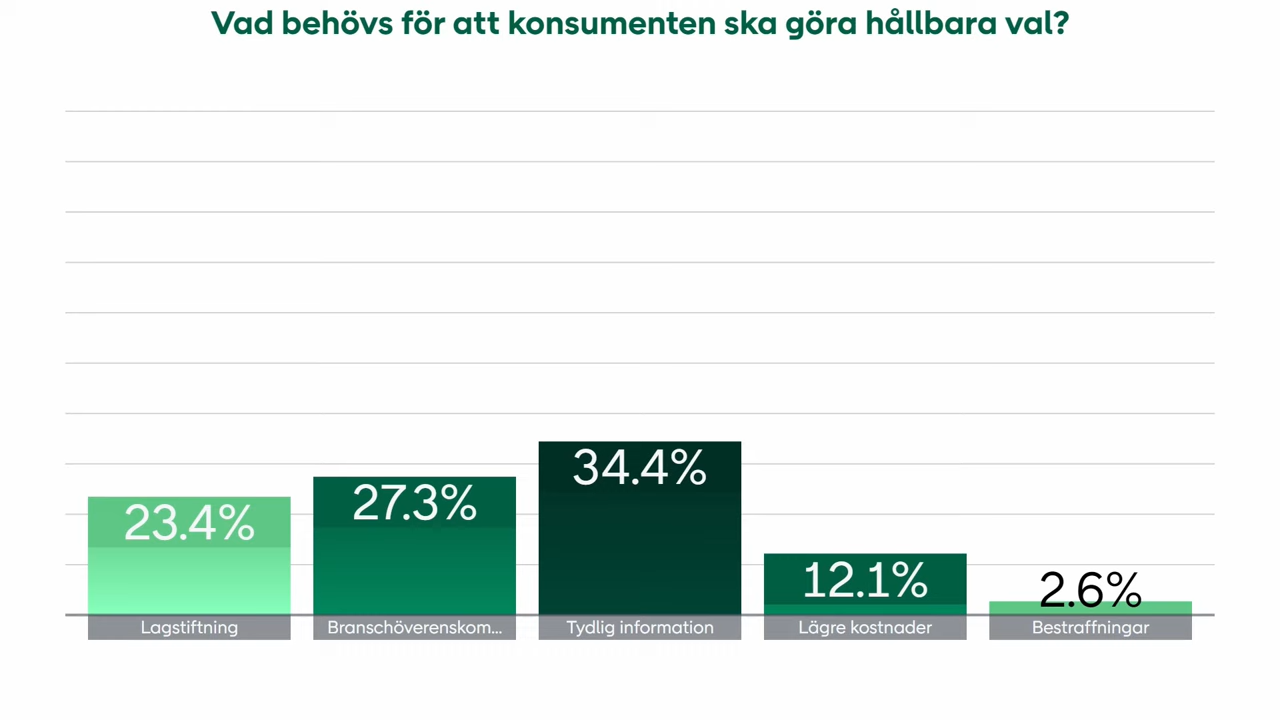 Vad behövs för att konsumenten ska göra hållbara val?
23.4%
27.3%
34.4%
12.1%
2.6%
Lagstiftning
Branschöverenskom...
Tydlig information
Lägre kostnader
Bestraffningar